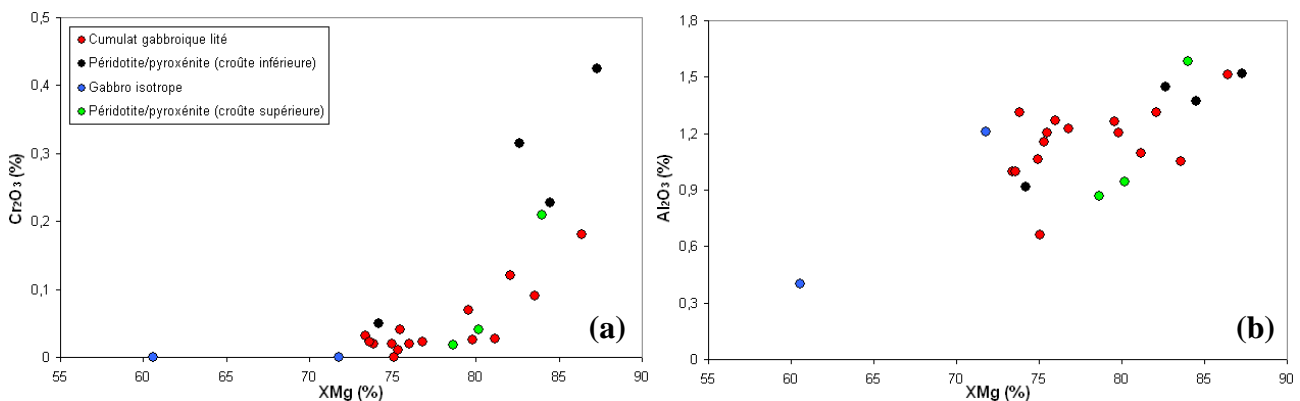 0,5
0,4
0,3
0,2
0,1
0
Cr₂O₃ (%)
Cumulat gabbroique lité
Péridotite/pyroxénite (croûte inférieure)
Gabbro isotrope
Péridotite/pyroxénite (croûte supérieure)
(a)
55 60 65 70 75 80 85 90
XMg (%)
1,8
1,5
1,2
0,9
0,6
0,3
0
Al₂O₃ (%)
(b)
55 60 65 70 75 80 85 90
XMg (%)